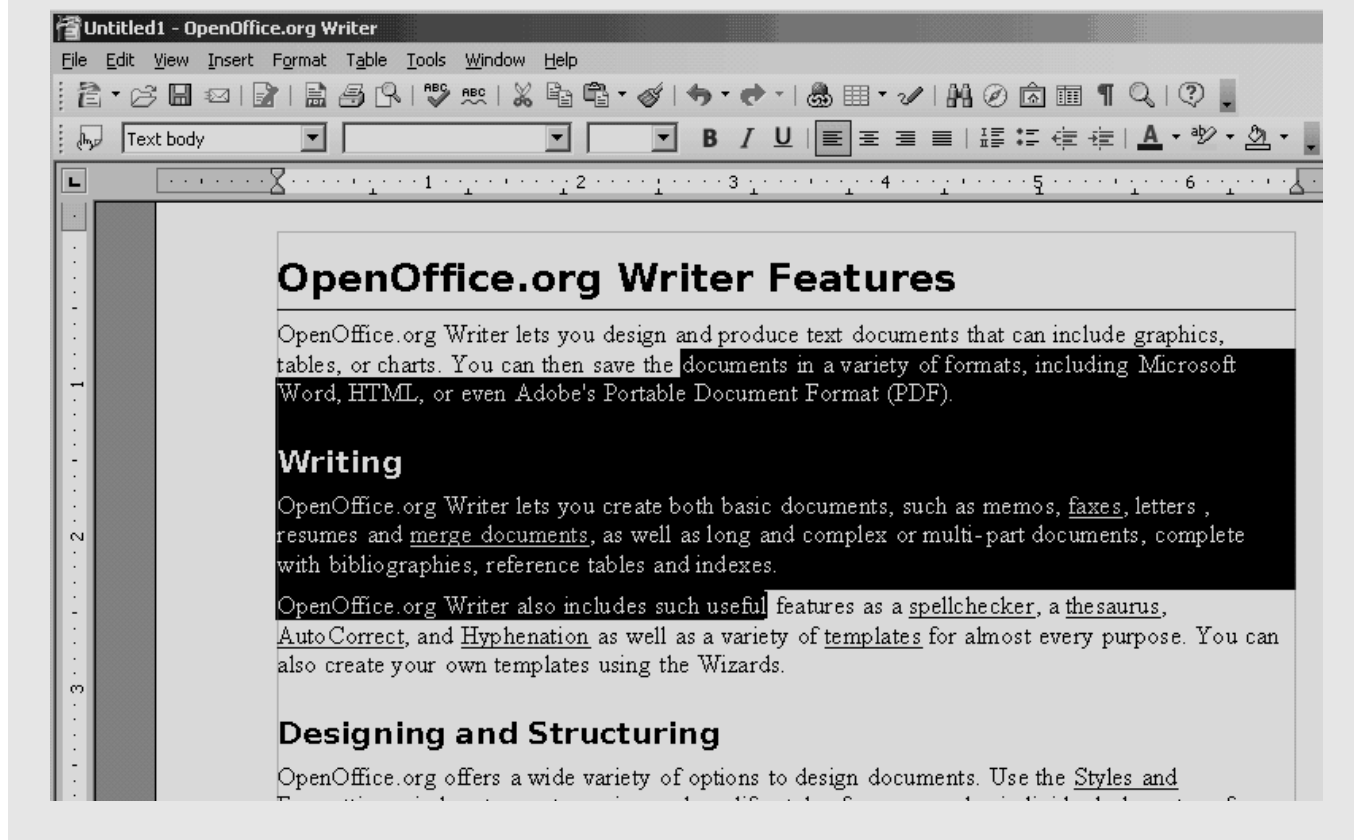 Untitled1 - OpenOffice.org Writer
File Edit View Insert Format Table Tools Window Help
ABC ABC
Text body B I U A ab
1 2 3 4 5 6
OpenOffice.org Writer Features
OpenOffice.org Writer lets you design and produce text documents that can include graphics,
tables, or charts. You can then save the documents in a variety of formats, including Microsoft
Word, HTML, or even Adobe's Portable Document Format (PDF).
1
Writing
OpenOffice.org Writer lets you create both basic documents, such as memos, faxes, letters ,
resumes and merge documents, as well as long and complex or multi-part documents, complete
2
with bibliographies, reference tables and indexes.
OpenOffice.org Writer also includes such useful features as a spellchecker, a thesaurus,
AutoCorrect, and Hyphenation as well as a variety of templates for almost every purpose. You can
also create your own templates using the Wizards.
3
Designing and Structuring
OpenOffice.org offers a wide variety of options to design documents. Use the Styles and